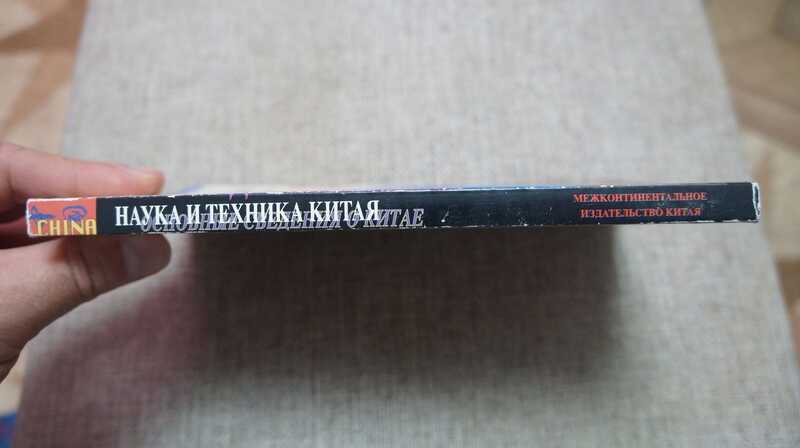 CHINA
НАУКА И ТЕХНИКА КИТАЯ
ОСНОВНЫЕ СВЕДЕНИЯ О КИТАЕ
МЕЖКОНТИНЕНТАЛЬНОЕ
ИЗДАТЕЛЬСТВО КИТАЯ